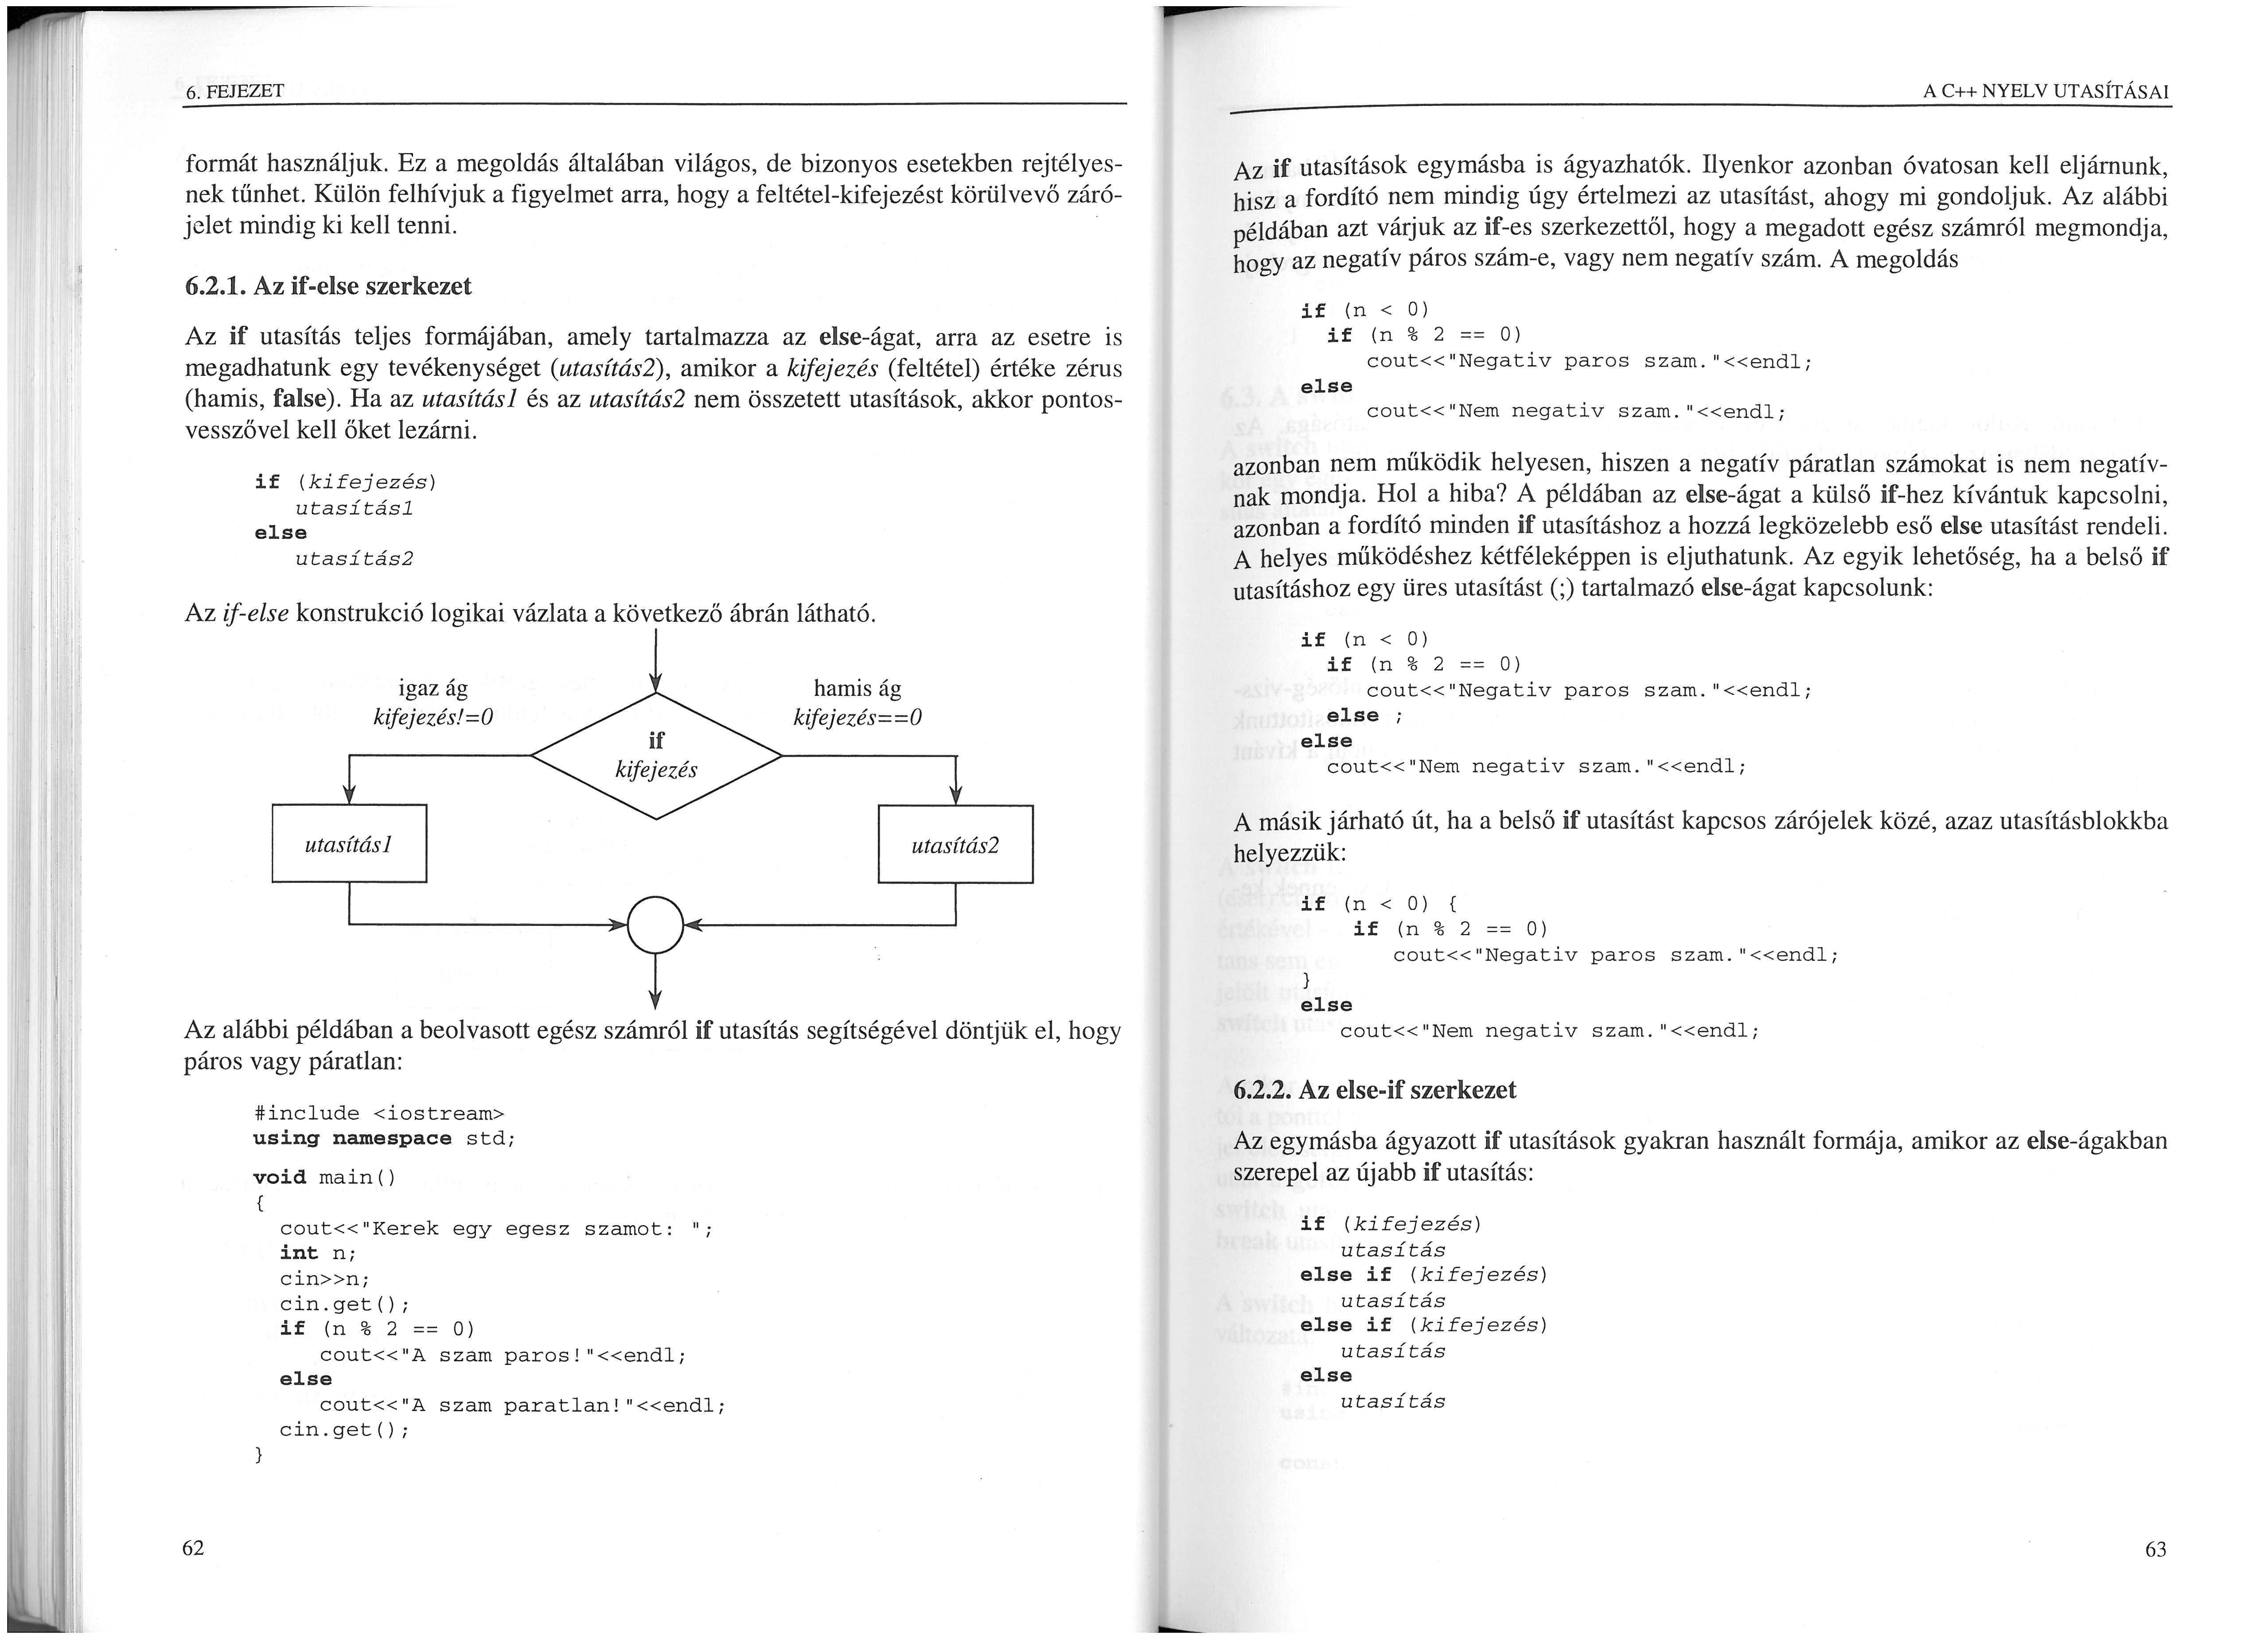 6. FEJEZET
formát használjuk. Ez a megoldás általában világos, de bizonyos esetekben rejtélyes-
nek tűnhet. Külön felhívjuk a figyelmet arra, hogy a feltétel-kifejezést körülvevő záró-
jelet mindig ki kell tenni.
6.2.1. Az if-else szerkezet
Az if utasítás teljes formájában, amely tartalmazza az else-ágat, arra az esetre is
megadhatunk egy tevékenységet (utasítás2), amikor a kifejezés (feltétel) értéke zérus
(hamis, false). Ha az utasítás1 és az utasítás2 nem összetett utasítások, akkor pontos-
vesszővel kell őket lezárni.
if (kifejezés)
utasítás1
else
utasítás2
Az if-else konstrukció logikai vázlata a következő ábrán látható.
igaz ág
kifejezés!=0
hamis ág
kifejezés==0
if
kifejezés
utasítás1
utasítás2
Az alábbi példában a beolvasott egész számról if utasítás segítségével döntjük el, hogy
páros vagy páratlan:
#include <iostream>
using namespace std;
void main()
{
cout<<"Kerek egy egesz szamot: ";
int n;
cin>>n;
cin.get();
if (n % 2 == 0)
cout<<"A szam paros!"<<endl;
else
cout<<"A szam paratlan!"<<endl;
cin.get();
}
62
A C++ NYELV UTASÍTÁSAI
Az if utasítások egymásba is ágyazhatók. Ilyenkor azonban óvatosan kell eljárnunk,
hisz a fordító nem mindig úgy értelmezi az utasítást, ahogy mi gondoljuk. Az alábbi
példában azt várjuk az if-es szerkezettől, hogy a megadott egész számról megmondja,
hogy az negatív páros szám-e, vagy nem negatív szám. A megoldás
if (n < 0)
if (n % 2 == 0)
cout<<"Negativ paros szam."<<endl;
else
cout<<"Nem negativ szam."<<endl;
azonban nem működik helyesen, hiszen a negatív páratlan számokat is nem negatív-
nak mondja. Hol a hiba? A példában az else-ágat a külső if-hez kívántuk kapcsolni,
azonban a fordító minden if utasításhoz a hozzá legközelebb eső else utasítást rendeli.
A helyes működéshez kétféleképpen is eljuthatunk. Az egyik lehetőség, ha a belső if
utasításhoz egy üres utasítást (;) tartalmazó else-ágat kapcsolunk:
if (n < 0)
if (n % 2 == 0)
cout<<"Negativ paros szam."<<endl;
else ;
else
cout<<"Nem negativ szam."<<endl;
A másik járható út, ha a belső if utasítást kapcsos zárójelek közé, azaz utasításblokkba
helyezzük:
if (n < 0) {
if (n % 2 == 0)
cout<<"Negativ paros szam."<<endl;
}
else
cout<<"Nem negativ szam."<<endl;
6.2.2. Az else-if szerkezet
Az egymásba ágyazott if utasítások gyakran használt formája, amikor az else-ágakban
szerepel az újabb if utasítás:
if (kifejezés)
utasítás
else if (kifejezés)
utasítás
else if (kifejezés)
utasítás
else
utasítás
63